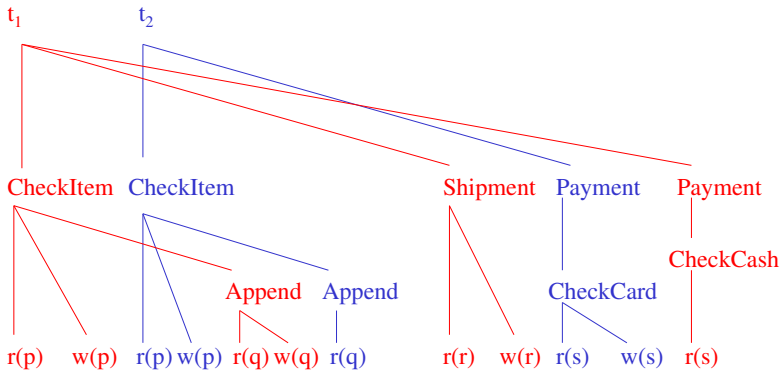 t₁ t₂
CheckItem CheckItem Shipment Payment Payment
CheckCash
Append Append CheckCard
r(p) w(p) r(p) w(p) r(q) w(q) r(q) r(r) w(r) r(s) w(s) r(s)